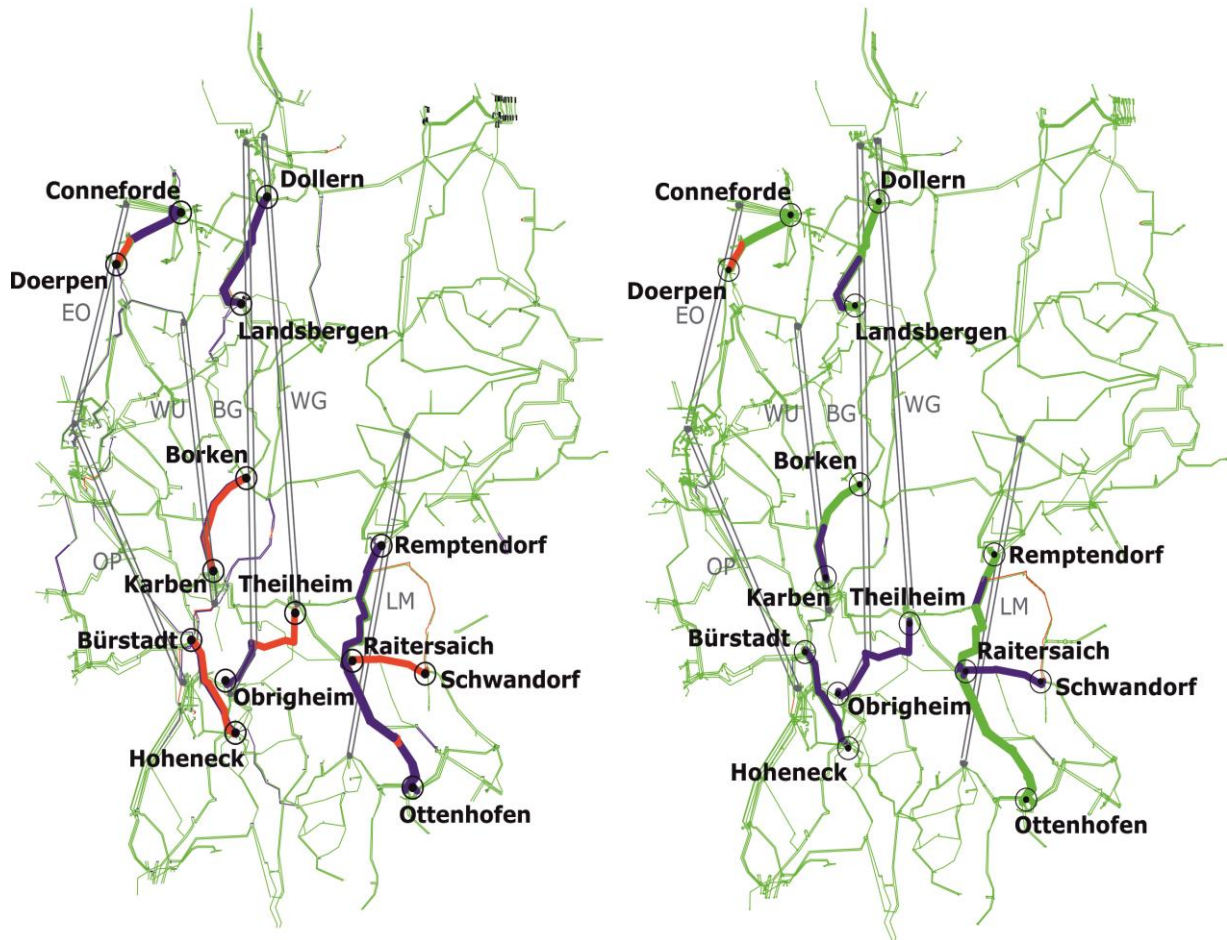 Conneforde
Dollern
Doerpen
EO
Landsbergen
WU
BG
WG
Borken
Remptendorf
OP
Karben
Theilheim
LM
Bürstadt
Raitersaich
Schwandorf
Obrigheim
Hoheneck
Ottenhofen
Conneforde
Dollern
Doerpen
EO
Landsbergen
WU
BG
WG
Borken
Remptendorf
OP
Karben
Theilheim
LM
Bürstadt
Raitersaich
Schwandorf
Obrigheim
Hoheneck
Ottenhofen